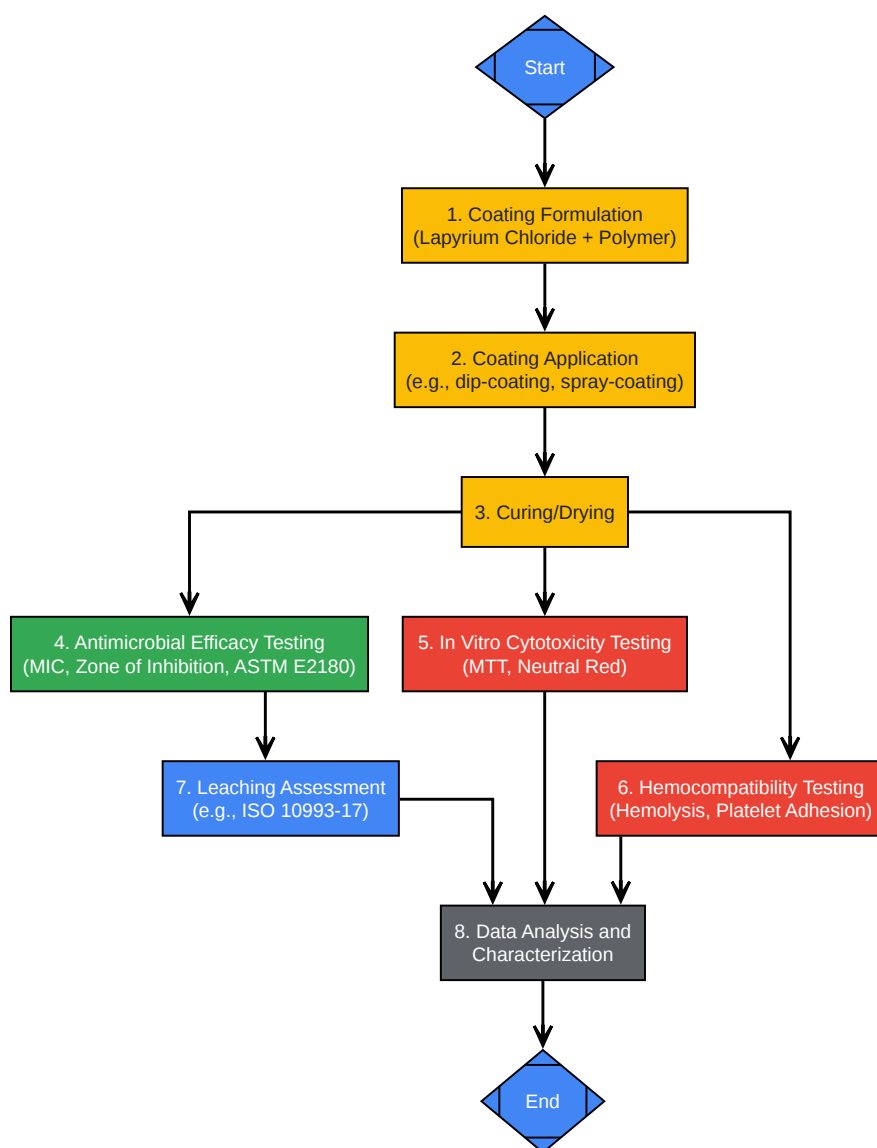 Start
1. Coating Formulation
(Lapyrium Chloride + Polymer)
2. Coating Application
(e.g., dip-coating, spray-coating)
3. Curing/Drying
4. Antimicrobial Efficacy Testing
(MIC, Zone of Inhibition, ASTM E2180)
5. In Vitro Cytotoxicity Testing
(MTT, Neutral Red)
7. Leaching Assessment
(e.g., ISO 10993-17)
6. Hemocompatibility Testing
(Hemolysis, Platelet Adhesion)
8. Data Analysis and
Characterization
End